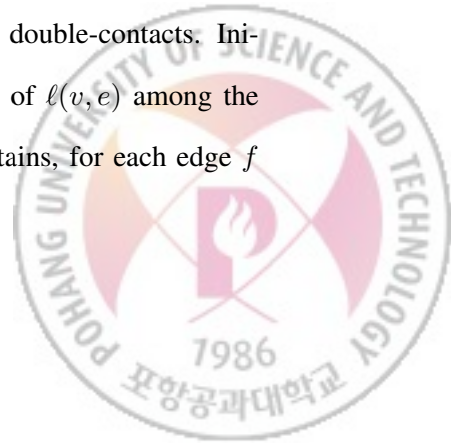 double-contacts. Ini-
of ℓ(v, e) among the
tains, for each edge f
POHANG UNIVERSITY OF SCIENCE AND TECHNOLOGY
1986
포항공과대학교